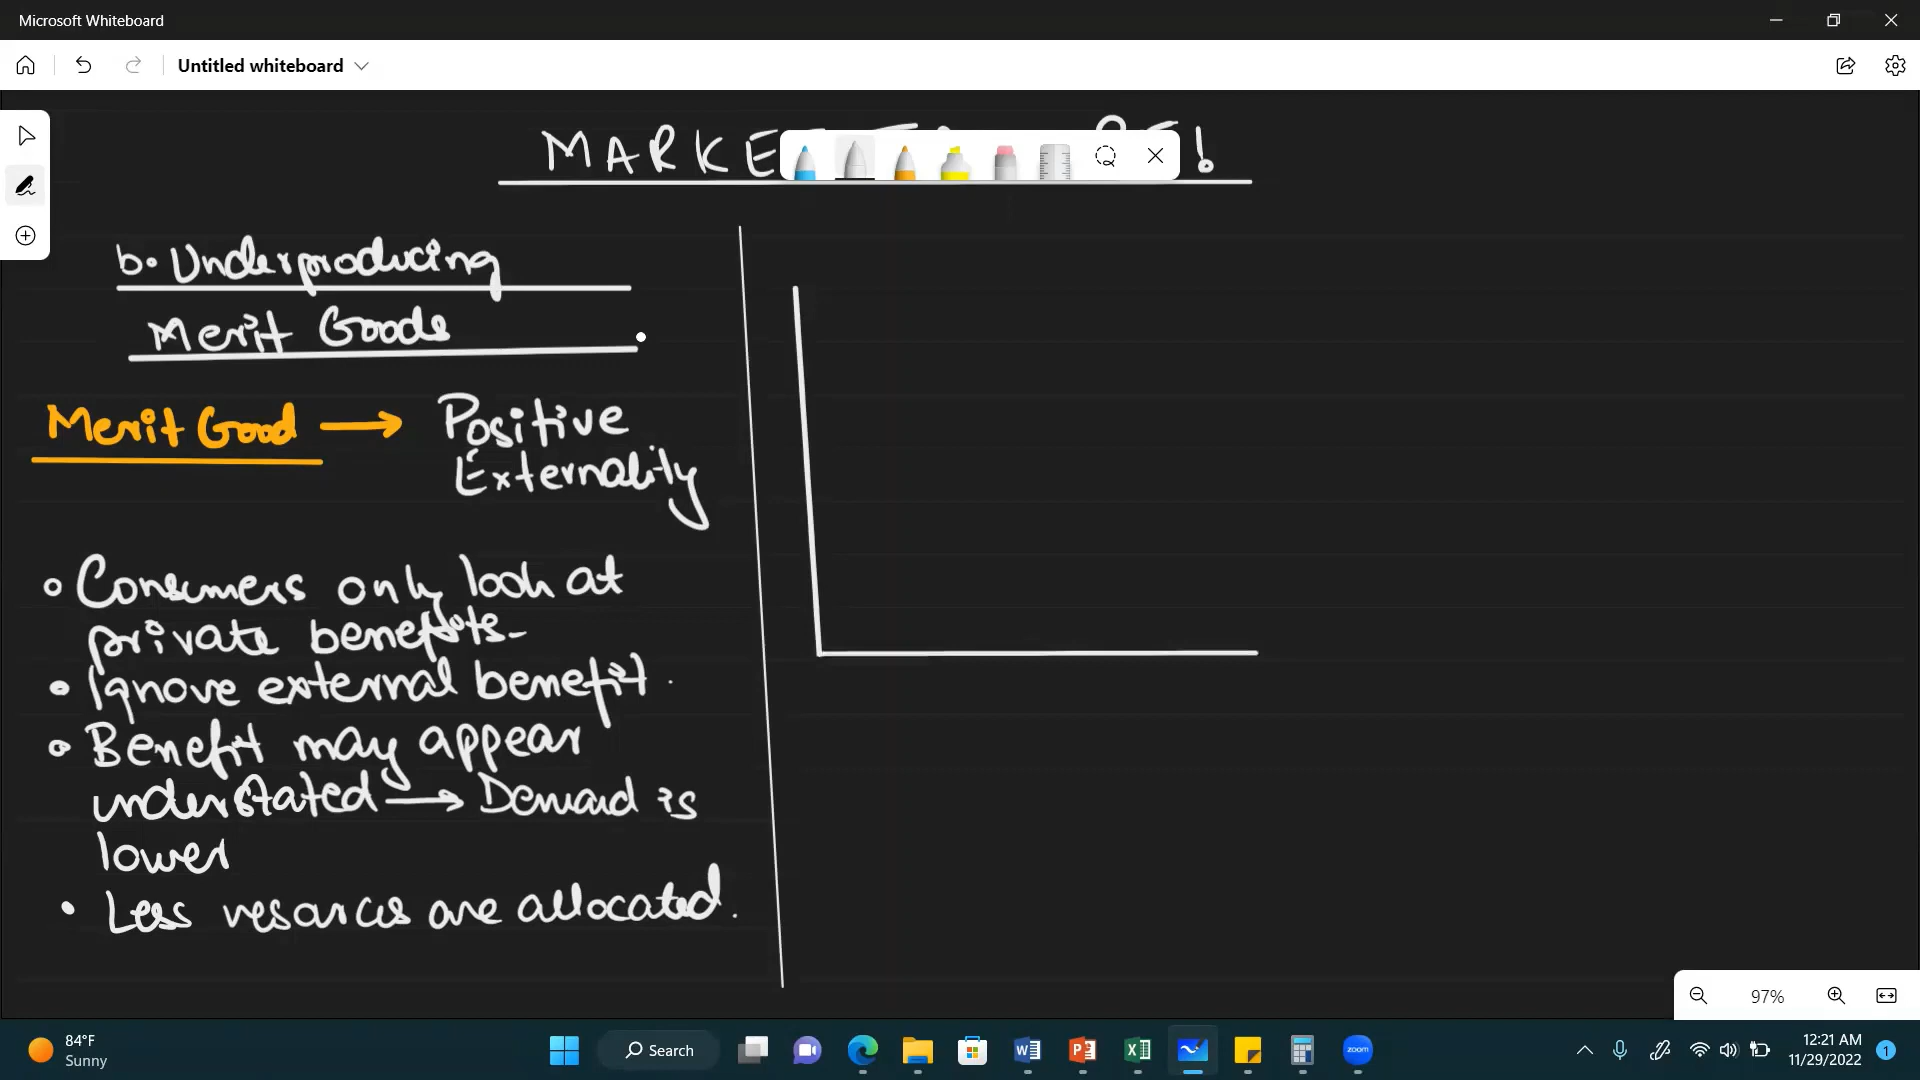 Microsoft Whiteboard
Untitled whiteboard
MARKE !
b. Underproducing
Merit Goods
Merit Good → Positive
Externality
Consumers only look at
private benefits-
Ignore external benefit.
Benefit may appear
understated → Demand is
lower
Less resources are allocated.
97%
84°F
Sunny
Search
zoom
12:21 AM
11/29/2022
1